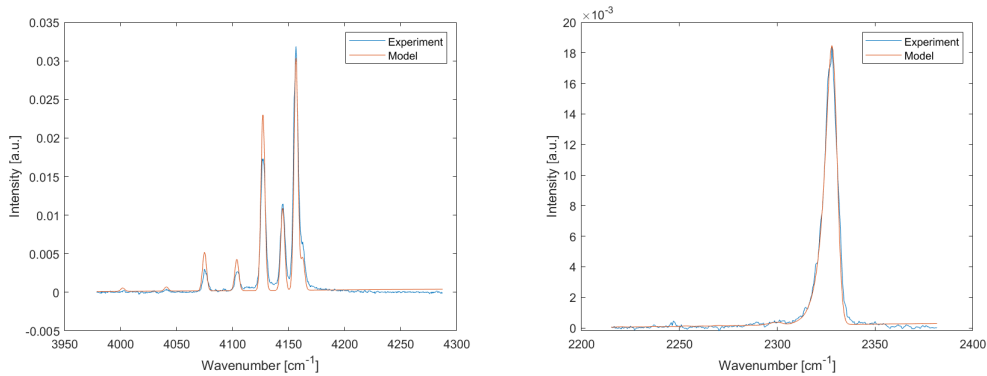 0.035
0.03
0.025
0.02
0.015
0.01
0.005
0
-0.005
3950 4000 4050 4100 4150 4200 4250 4300
Intensity [a.u.]
Wavenumber [cm⁻¹]
Experiment
Model
20 ×10⁻³
18
16
14
12
10
8
6
4
2
0
2200 2250 2300 2350 2400
Intensity [a.u.]
Wavenumber [cm⁻¹]
Experiment
Model